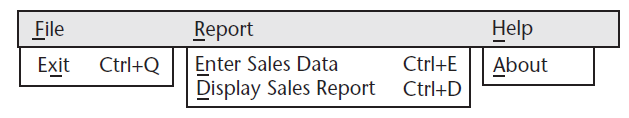 File Report Help
Exit Ctrl+Q
Enter Sales Data Ctrl+E
Display Sales Report Ctrl+D
About